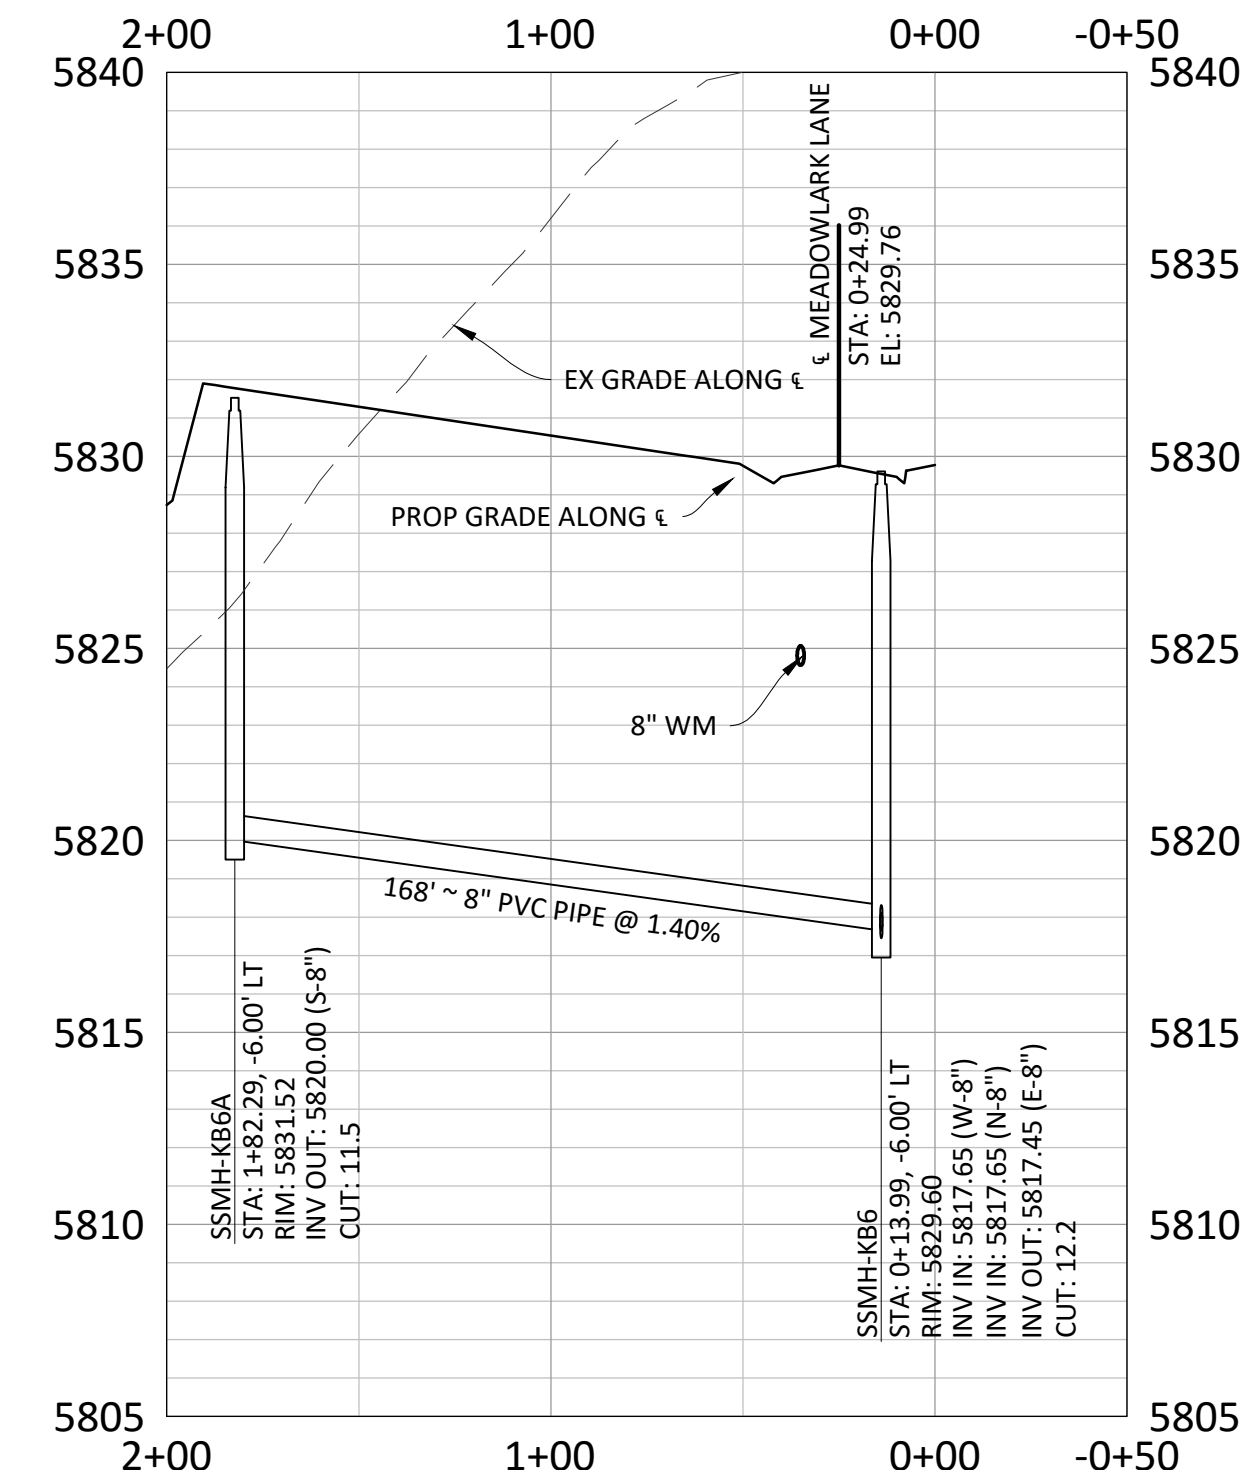 2+00 1+00 0+00 -0+50
5840 5840
5835 5835
5830 5830
5825 5825
5820 5820
5815 5815
5810 5810
5805 5805
2+00 1+00 0+00 -0+50
℄ MEADOWLARK LANE
STA: 0+24.99
EL: 5829.76
EX GRADE ALONG ℄
PROP GRADE ALONG ℄
8" WM
168' ~ 8" PVC PIPE @ 1.40%
SSMH-KB6A
STA: 1+82.29, -6.00' LT
RIM: 5831.52
INV OUT: 5820.00 (S-8")
CUT: 11.5
SSMH-KB6
STA: 0+13.99, -6.00' LT
RIM: 5829.60
INV IN: 5817.65 (W-8")
INV IN: 5817.65 (N-8")
INV OUT: 5817.45 (E-8")
CUT: 12.2